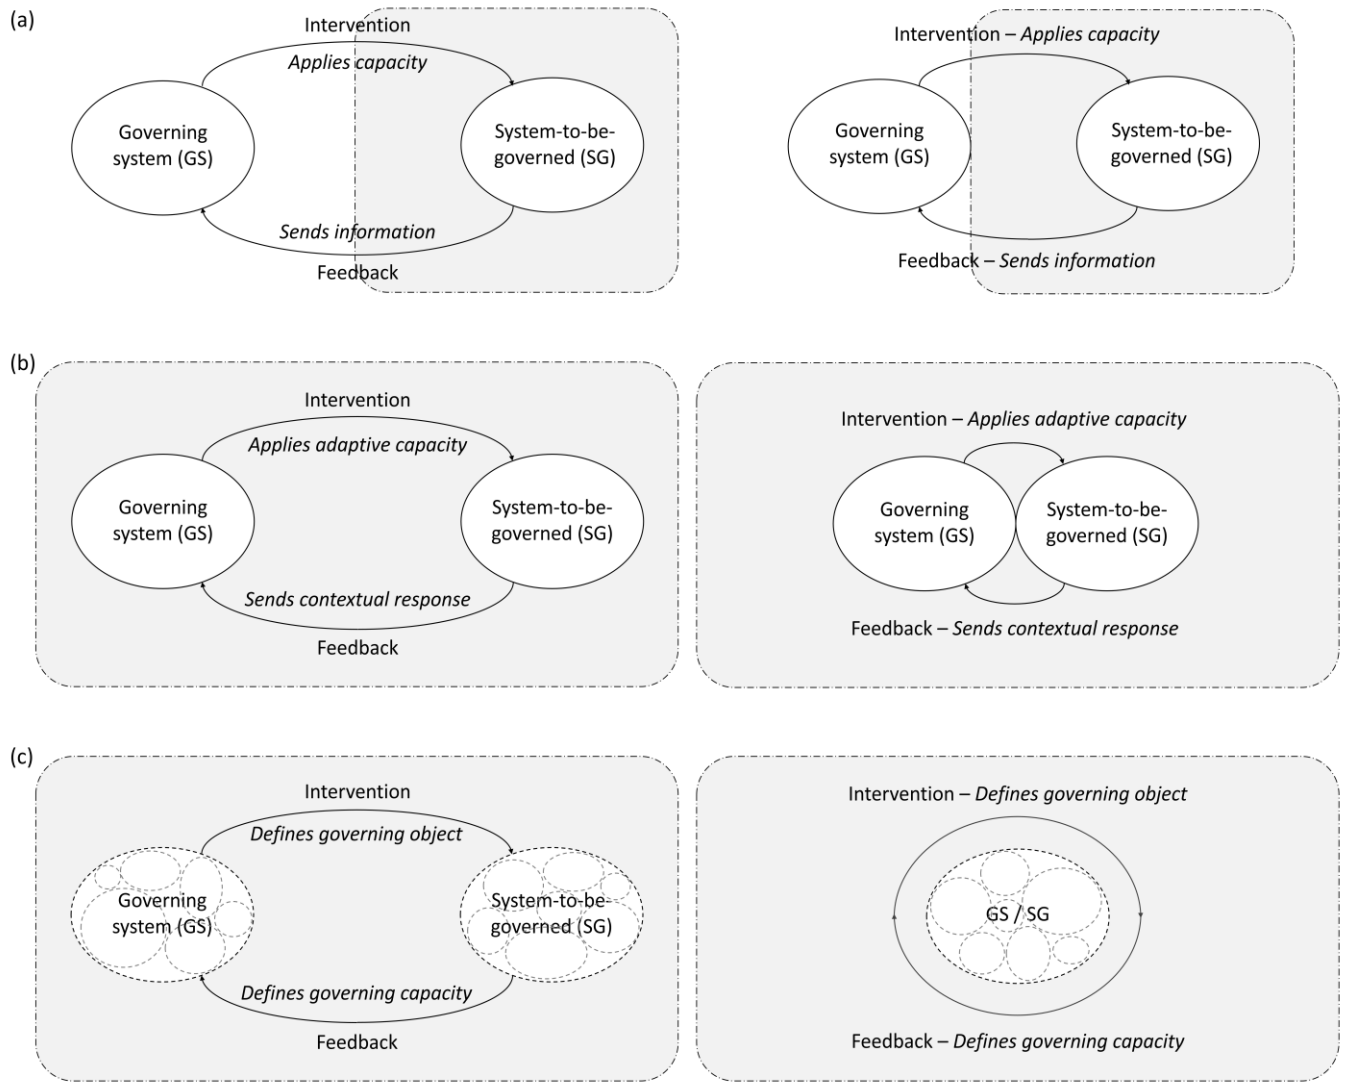 (a)
Intervention
Applies capacity
Governing
system (GS)
System-to-be-
governed (SG)
Sends information
Feedback
Intervention – Applies capacity
Governing
system (GS)
System-to-be-
governed (SG)
Feedback – Sends information
(b)
Intervention
Applies adaptive capacity
Governing
system (GS)
System-to-be-
governed (SG)
Sends contextual response
Feedback
Intervention – Applies adaptive capacity
Governing
system (GS)
System-to-be-
governed (SG)
Feedback – Sends contextual response
(c)
Intervention
Defines governing object
Governing
system (GS)
System-to-be-
governed (SG)
Defines governing capacity
Feedback
Intervention – Defines governing object
GS / SG
Feedback – Defines governing capacity